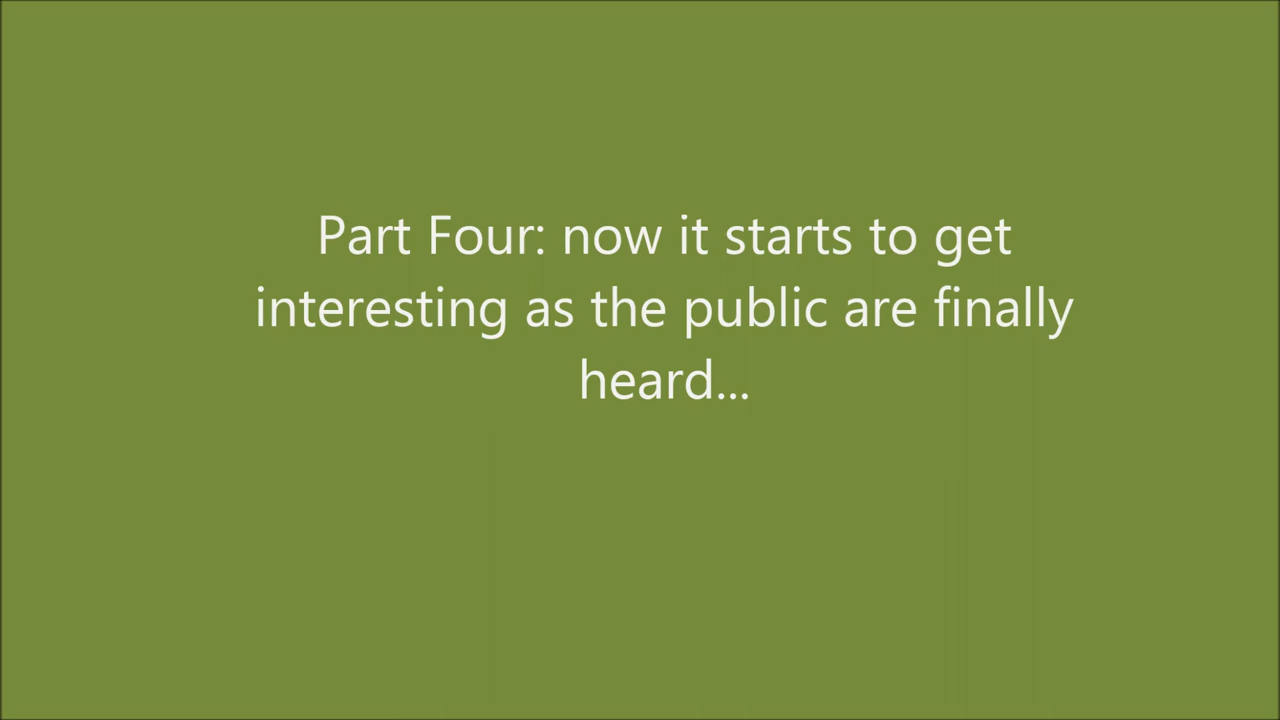 Part Four: now it starts to get
interesting as the public are finally
heard...